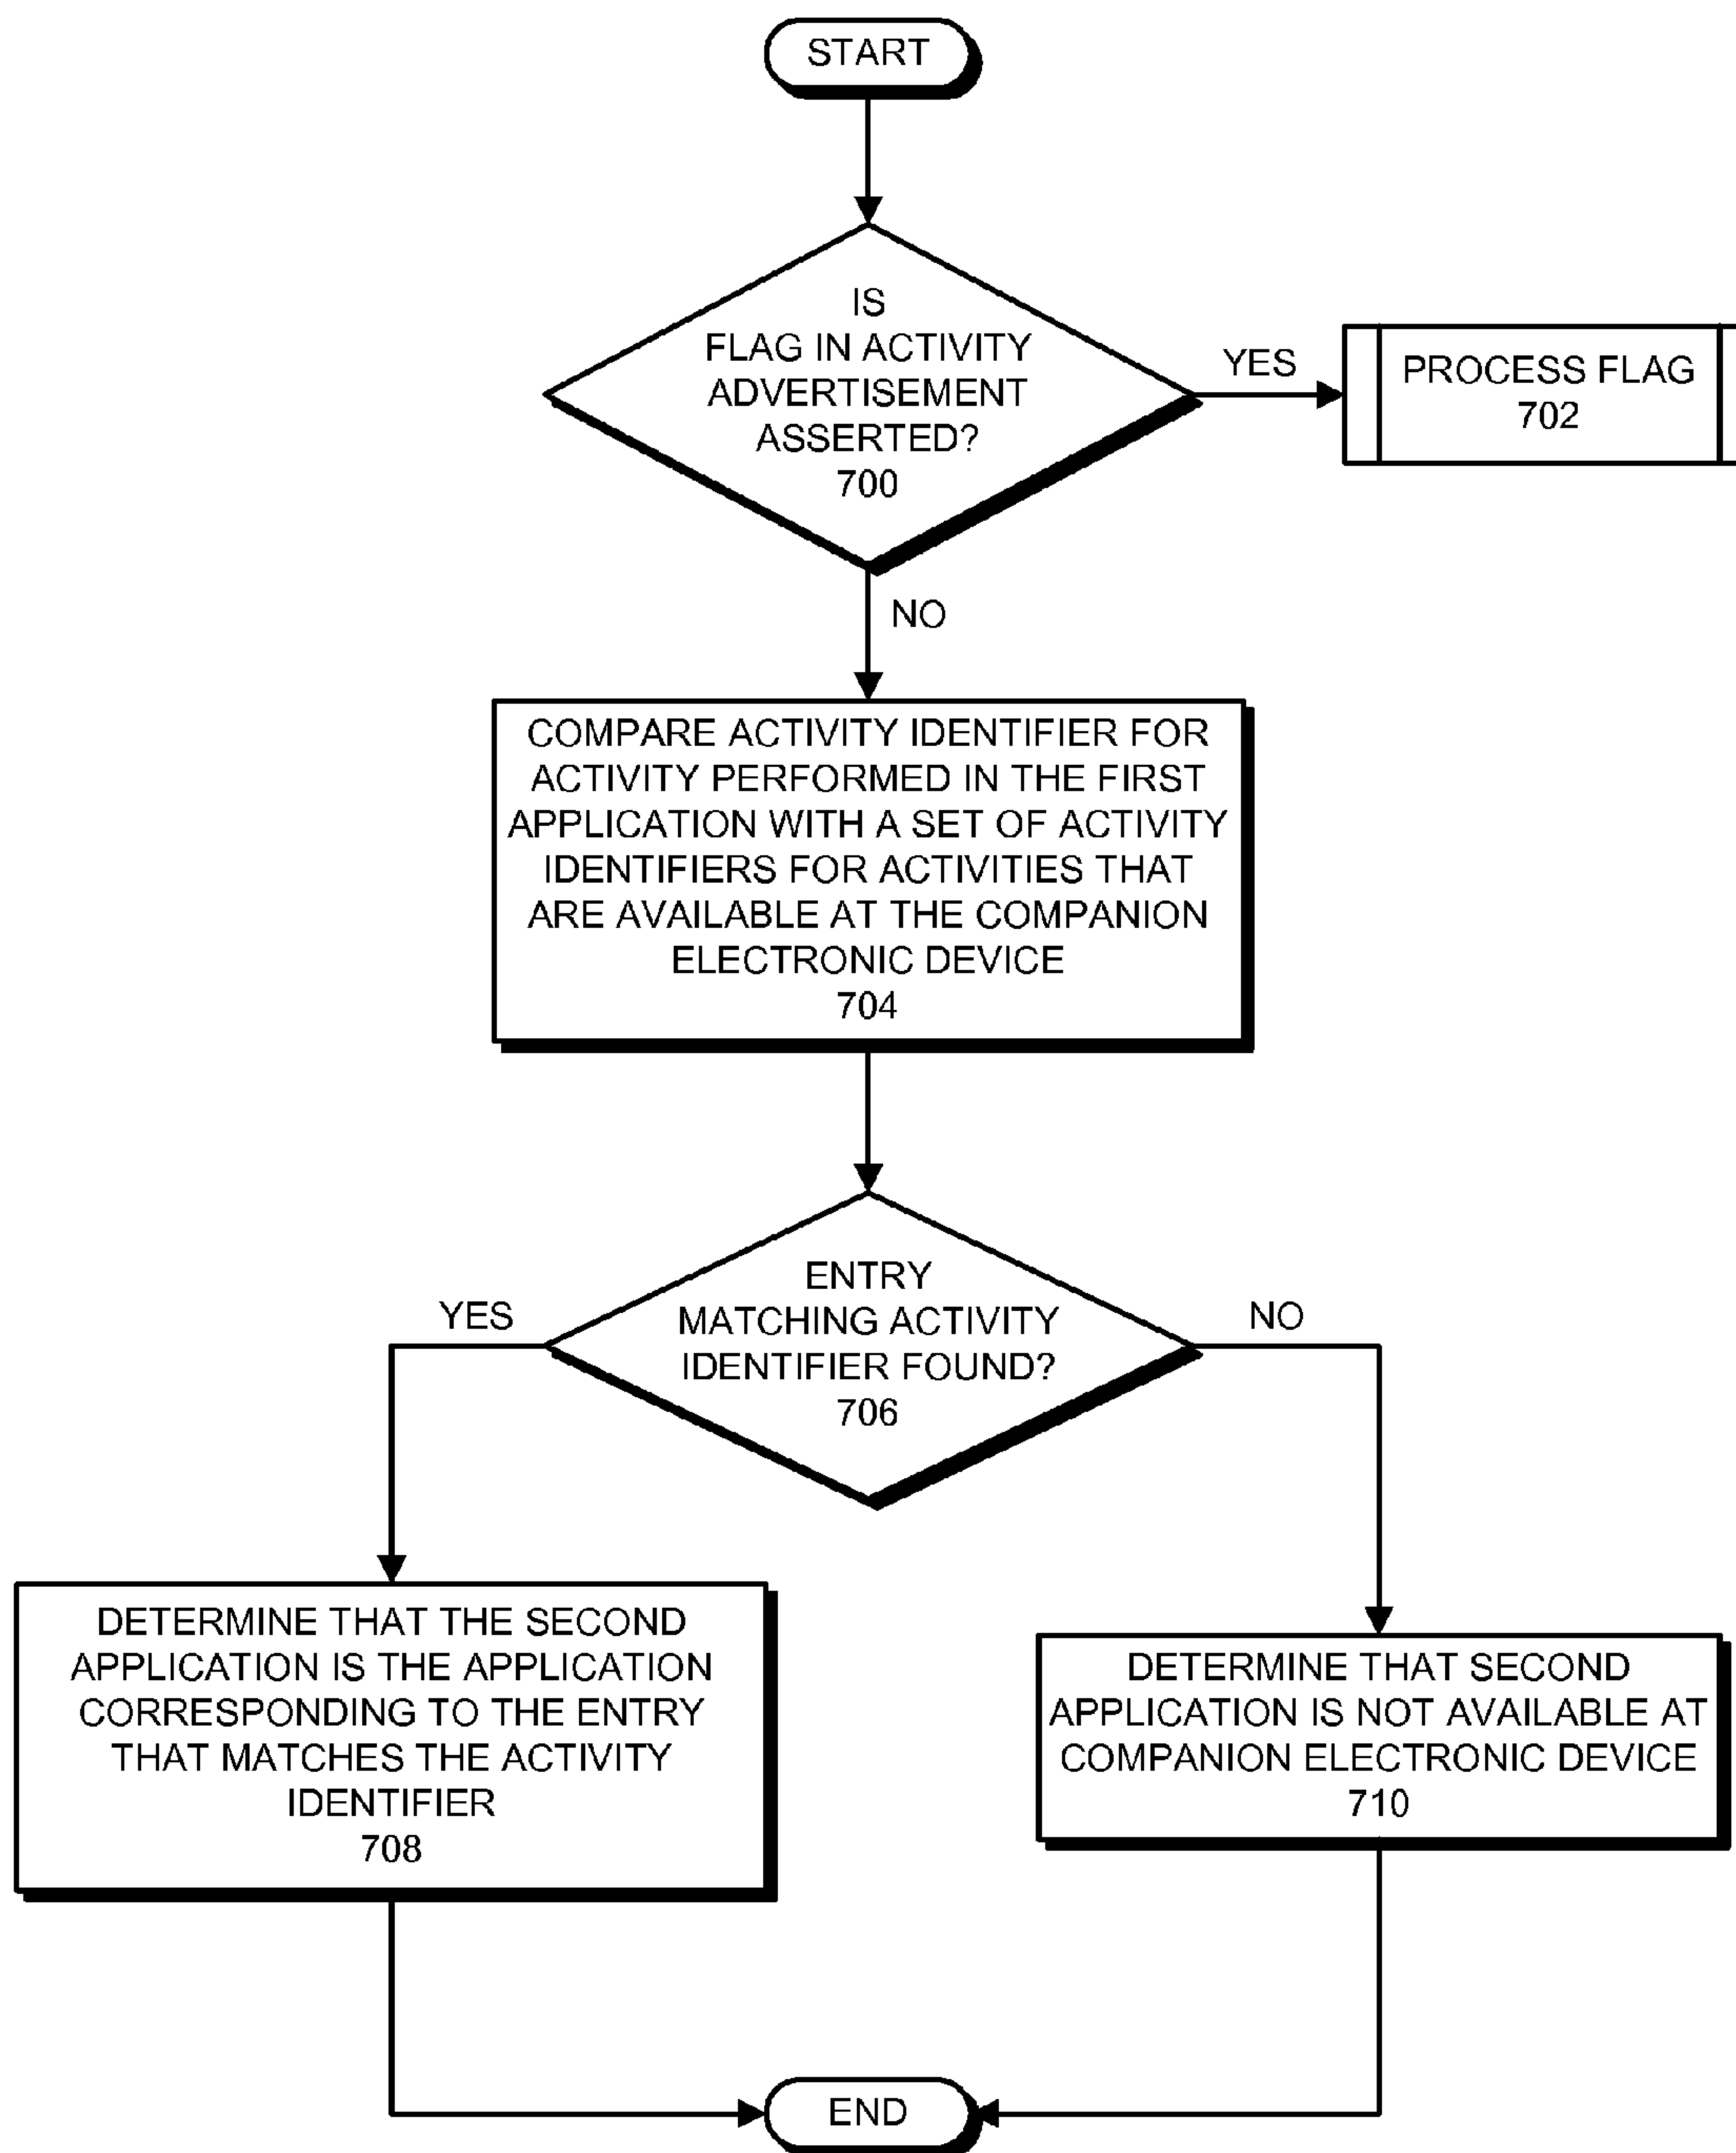 START
IS
FLAG IN ACTIVITY
ADVERTISEMENT
ASSERTED?
700
YES
PROCESS FLAG
702
NO
COMPARE ACTIVITY IDENTIFIER FOR
ACTIVITY PERFORMED IN THE FIRST
APPLICATION WITH A SET OF ACTIVITY
IDENTIFIERS FOR ACTIVITIES THAT
ARE AVAILABLE AT THE COMPANION
ELECTRONIC DEVICE
704
ENTRY
MATCHING ACTIVITY
IDENTIFIER FOUND?
706
YES
NO
DETERMINE THAT THE SECOND
APPLICATION IS THE APPLICATION
CORRESPONDING TO THE ENTRY
THAT MATCHES THE ACTIVITY
IDENTIFIER
708
DETERMINE THAT SECOND
APPLICATION IS NOT AVAILABLE AT
COMPANION ELECTRONIC DEVICE
710
END